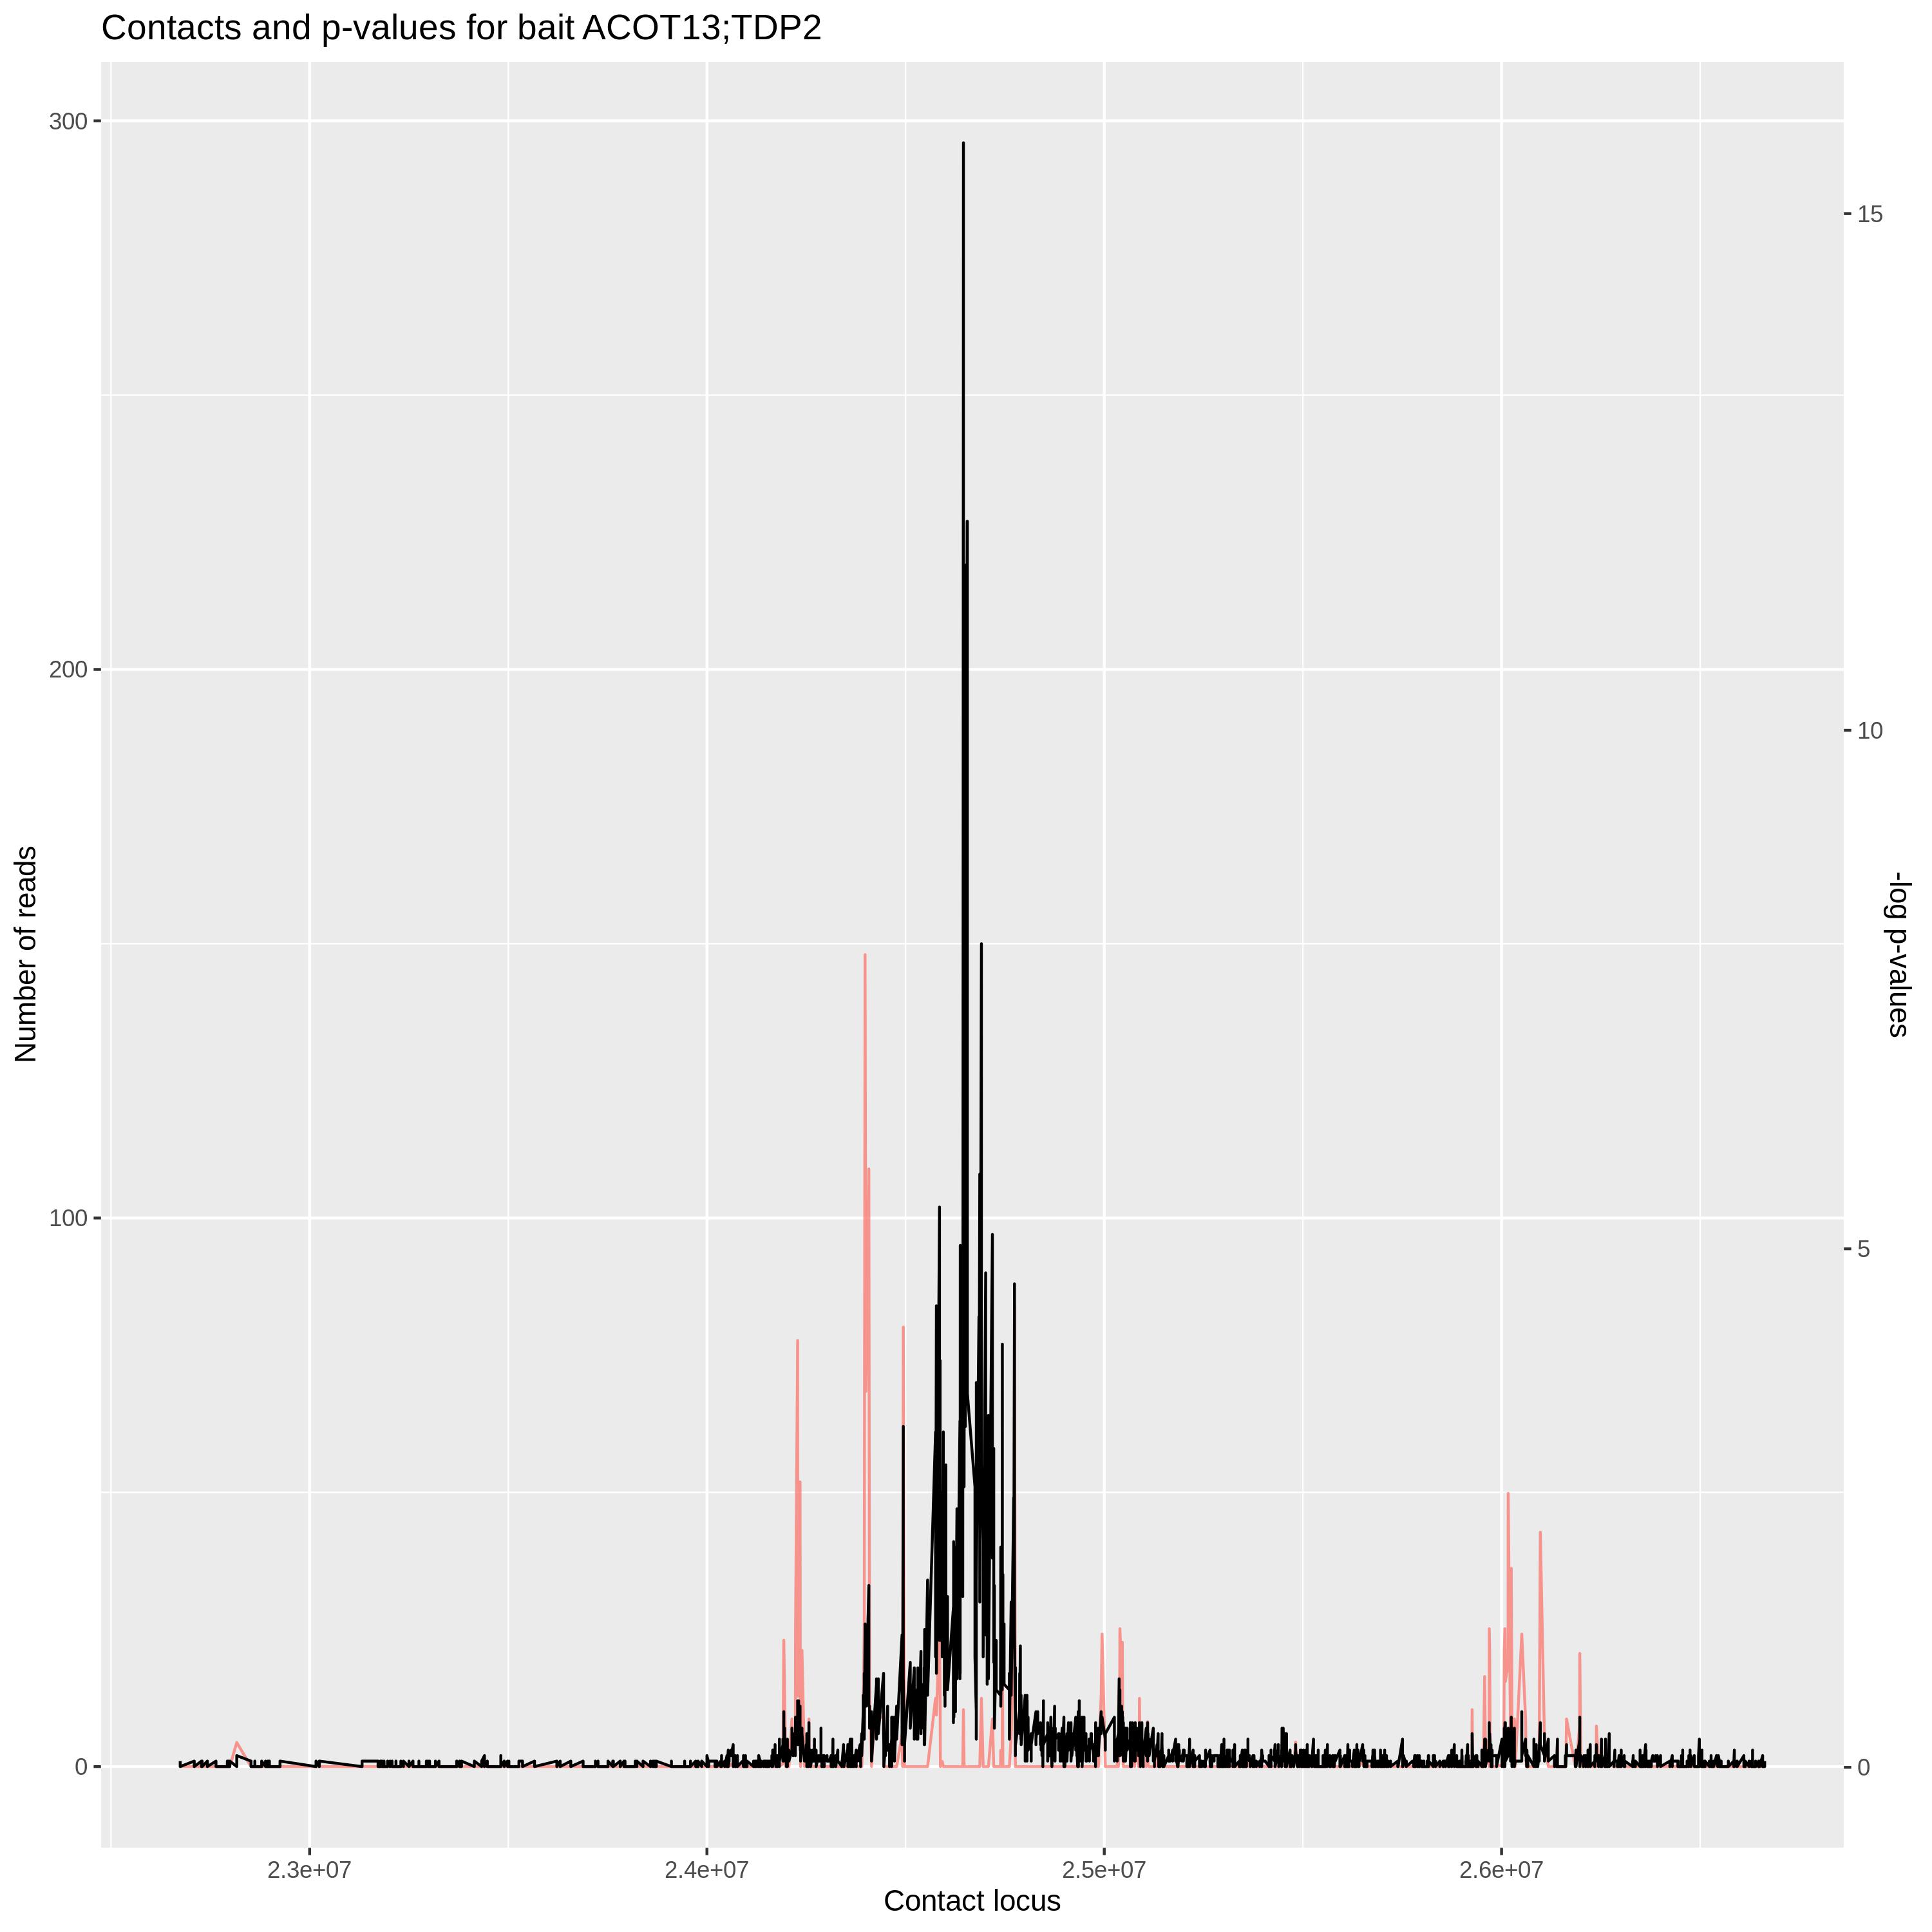 Contacts and p-values for bait ACOT13;TDP2
300
200
100
0
Number of reads
15
10
5
0
-log p-values
2.3e+07
2.4e+07
2.5e+07
2.6e+07
Contact locus